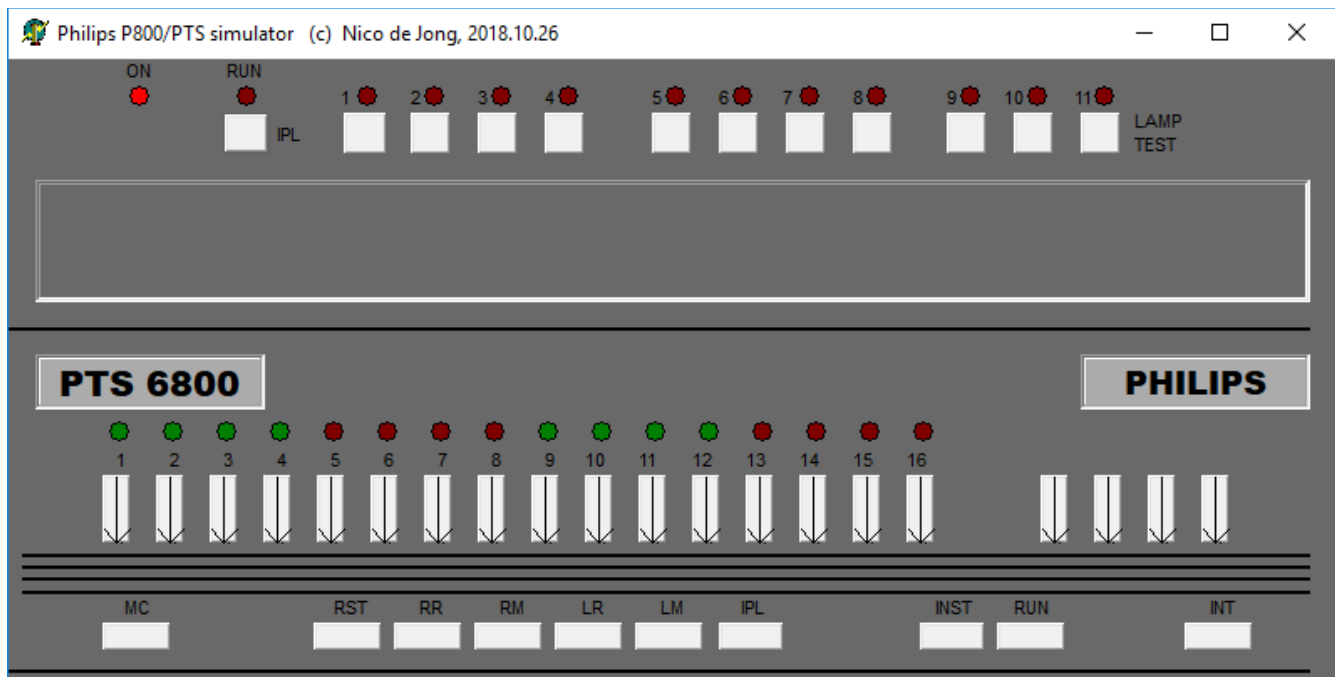 Philips P800/PTS simulator (c) Nico de Jong, 2018.10.26
ON RUN
1 2 3 4 5 6 7 8 9 10 11
IPL LAMP
TEST
PTS 6800 PHILIPS
1 2 3 4 5 6 7 8 9 10 11 12 13 14 15 16
MC RST RR RM LR LM IPL INST RUN INT